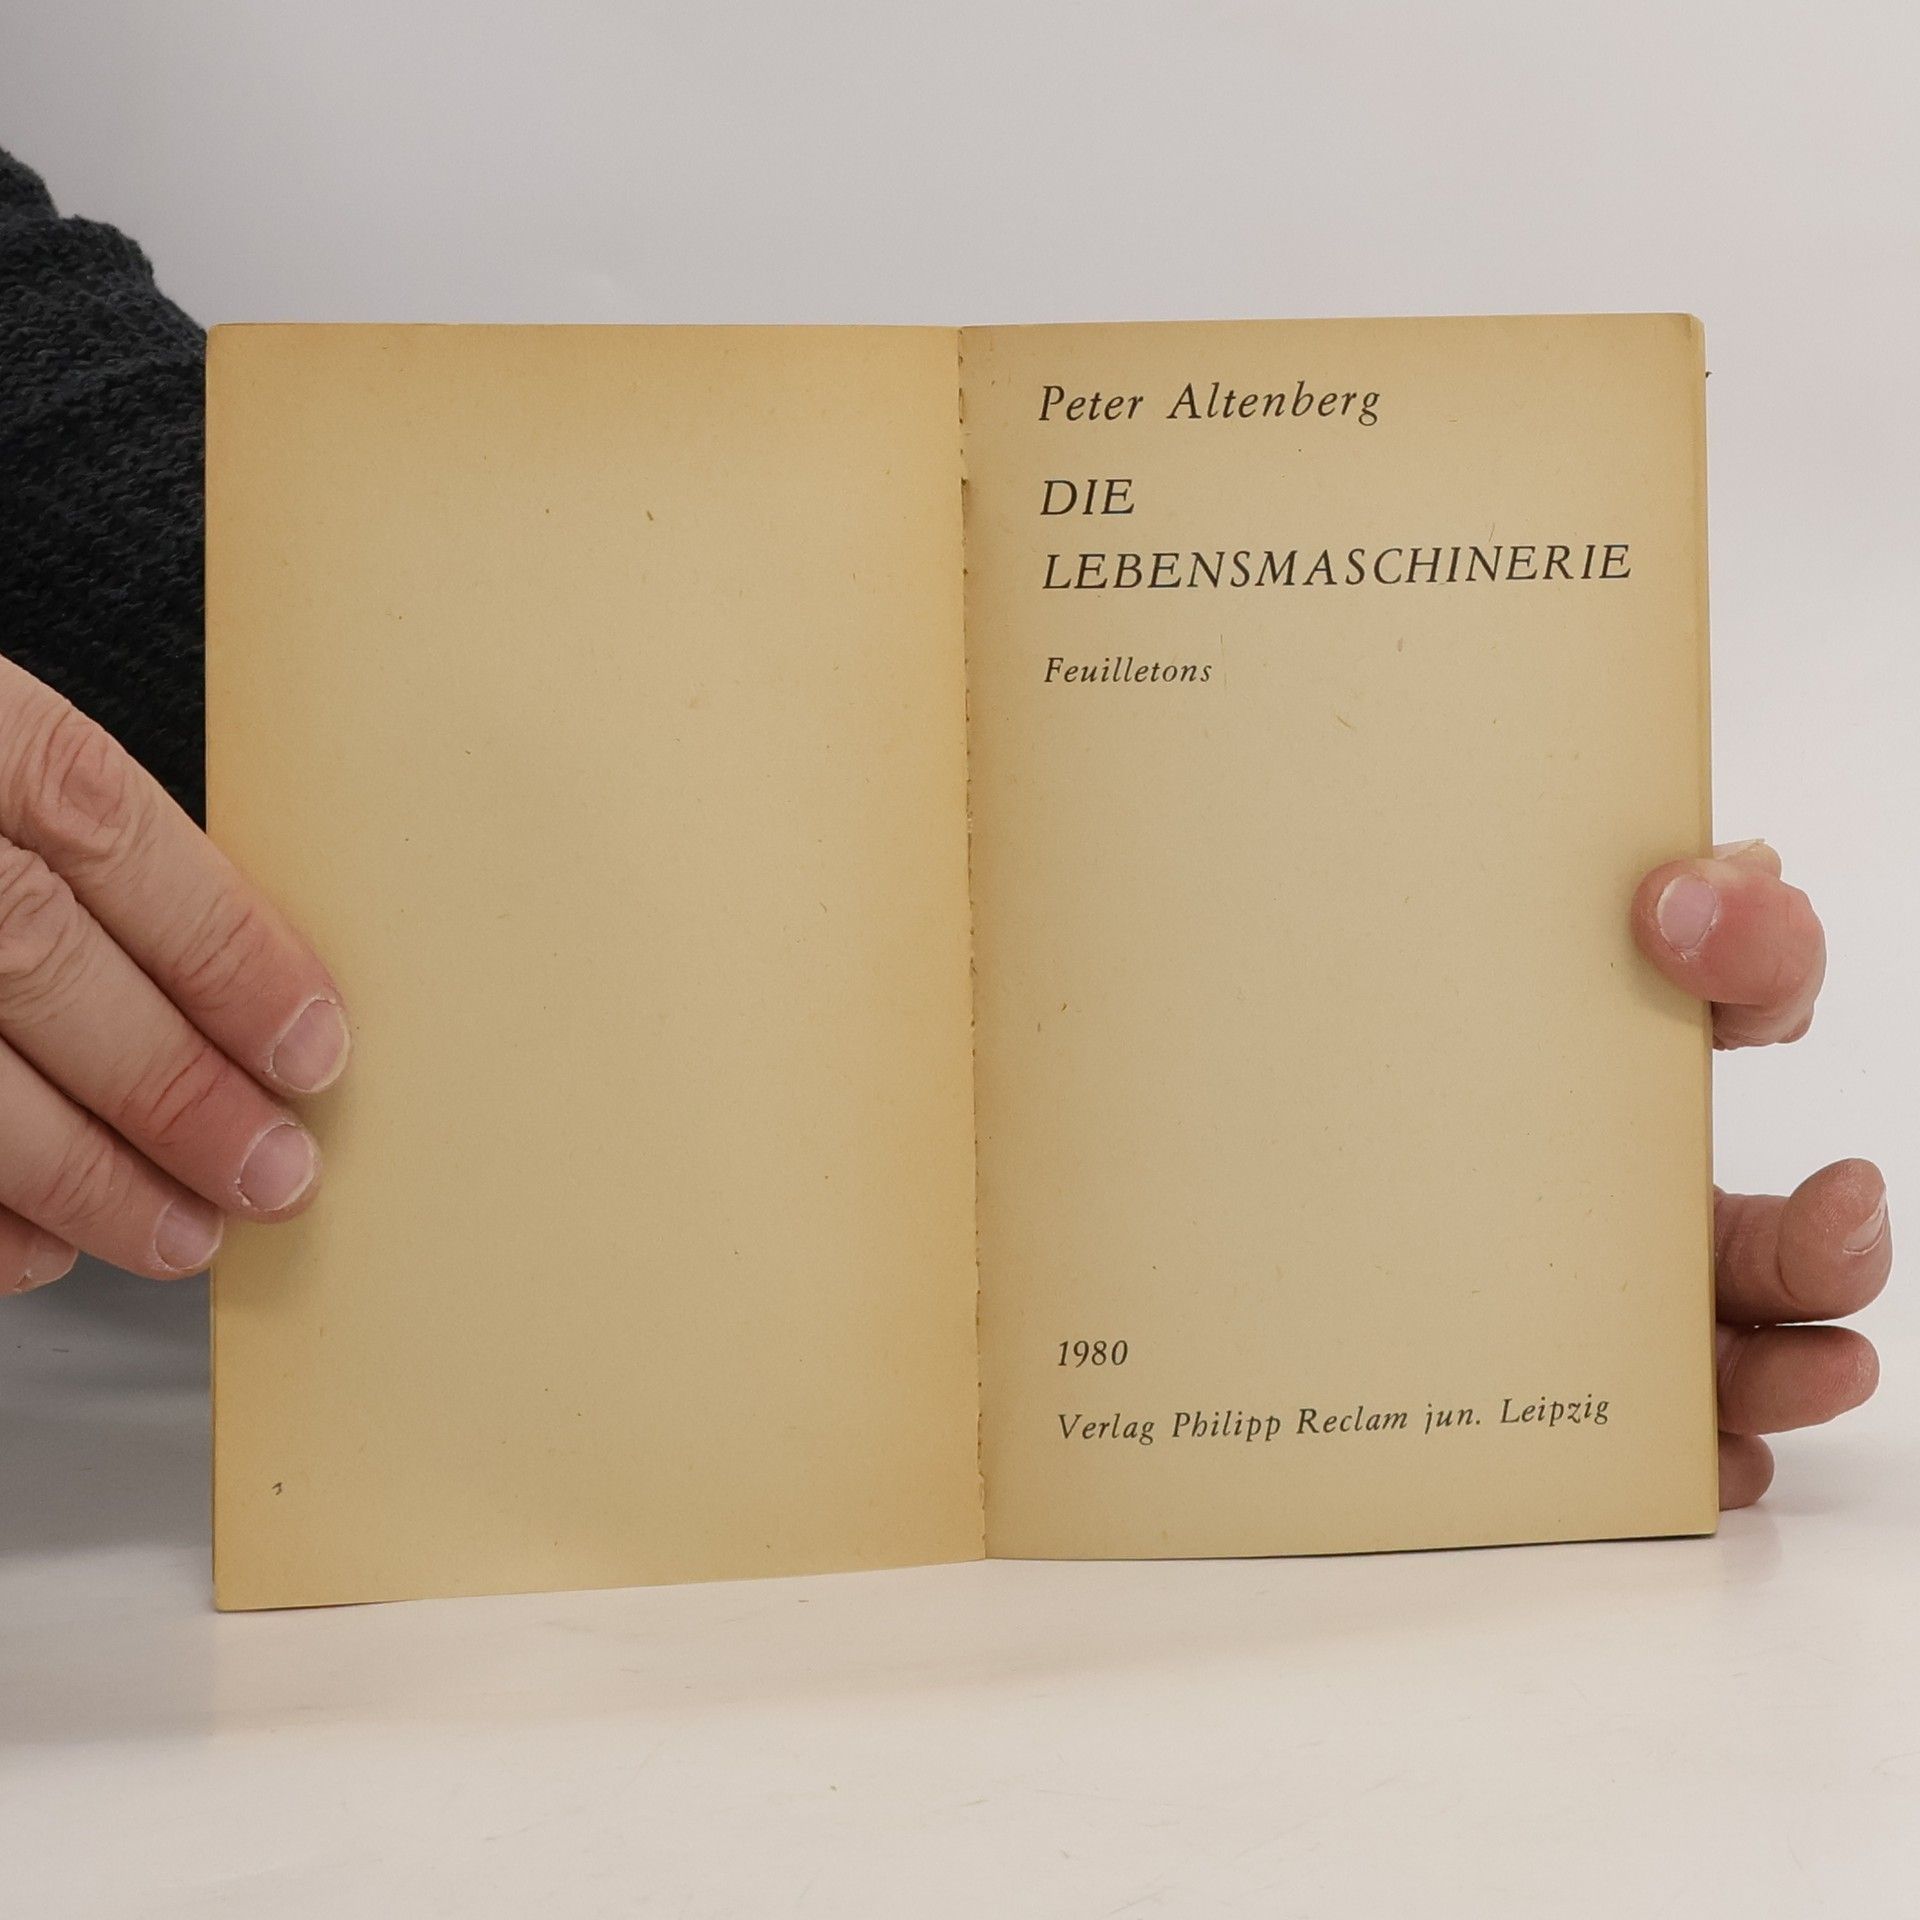 Peter Altenberg
DIE
LEBENSMASCHINERIE
Feuilletons
1980
Verlag Philipp Reclam jun. Leipzig